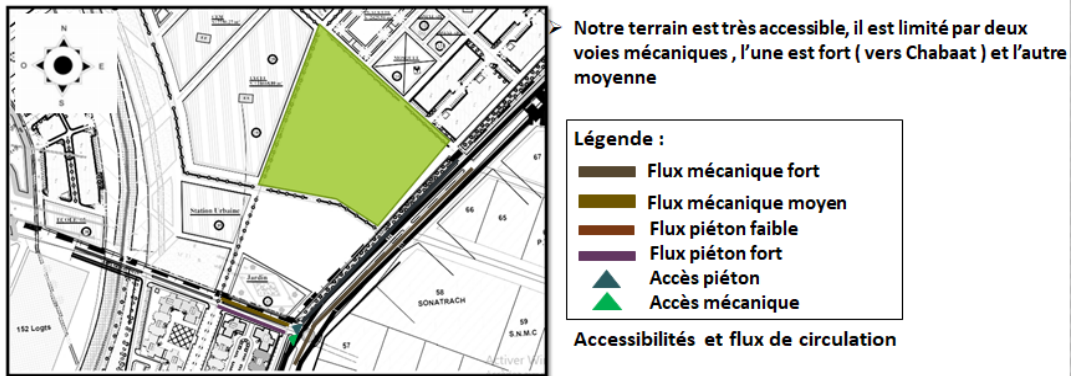 Notre terrain est très accessible, il est limité par deux
voies mécaniques , l'une est fort ( vers Chabaat ) et l'autre
moyenne
Légende :
Flux mécanique fort
Flux mécanique moyen
Flux piéton faible
Flux piéton fort
Accès piéton
Accès mécanique
Accessibilités et flux de circulation
N
O
E
S
Station Urbaine
Jardin
152 Logts
67
66
65
58
SONATRACH
59
S.N.M.C
57